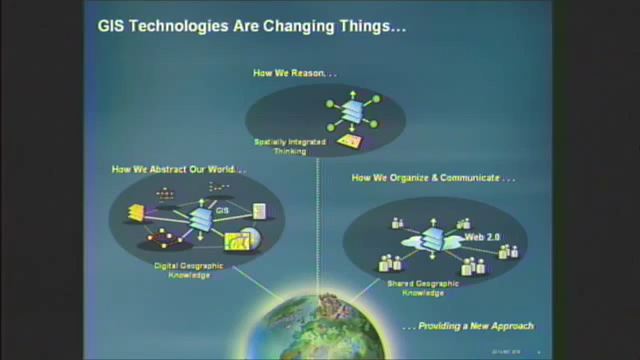 GIS Technologies Are Changing Things...
How We Reason. . .
Spatially Integrated
Thinking
How We Abstract Our World. . .
GIS
Digital Geographic
Knowledge
How We Organize & Communicate . . .
Web 2.0
Shared Geographic
Knowledge
. . . Providing a New Approach